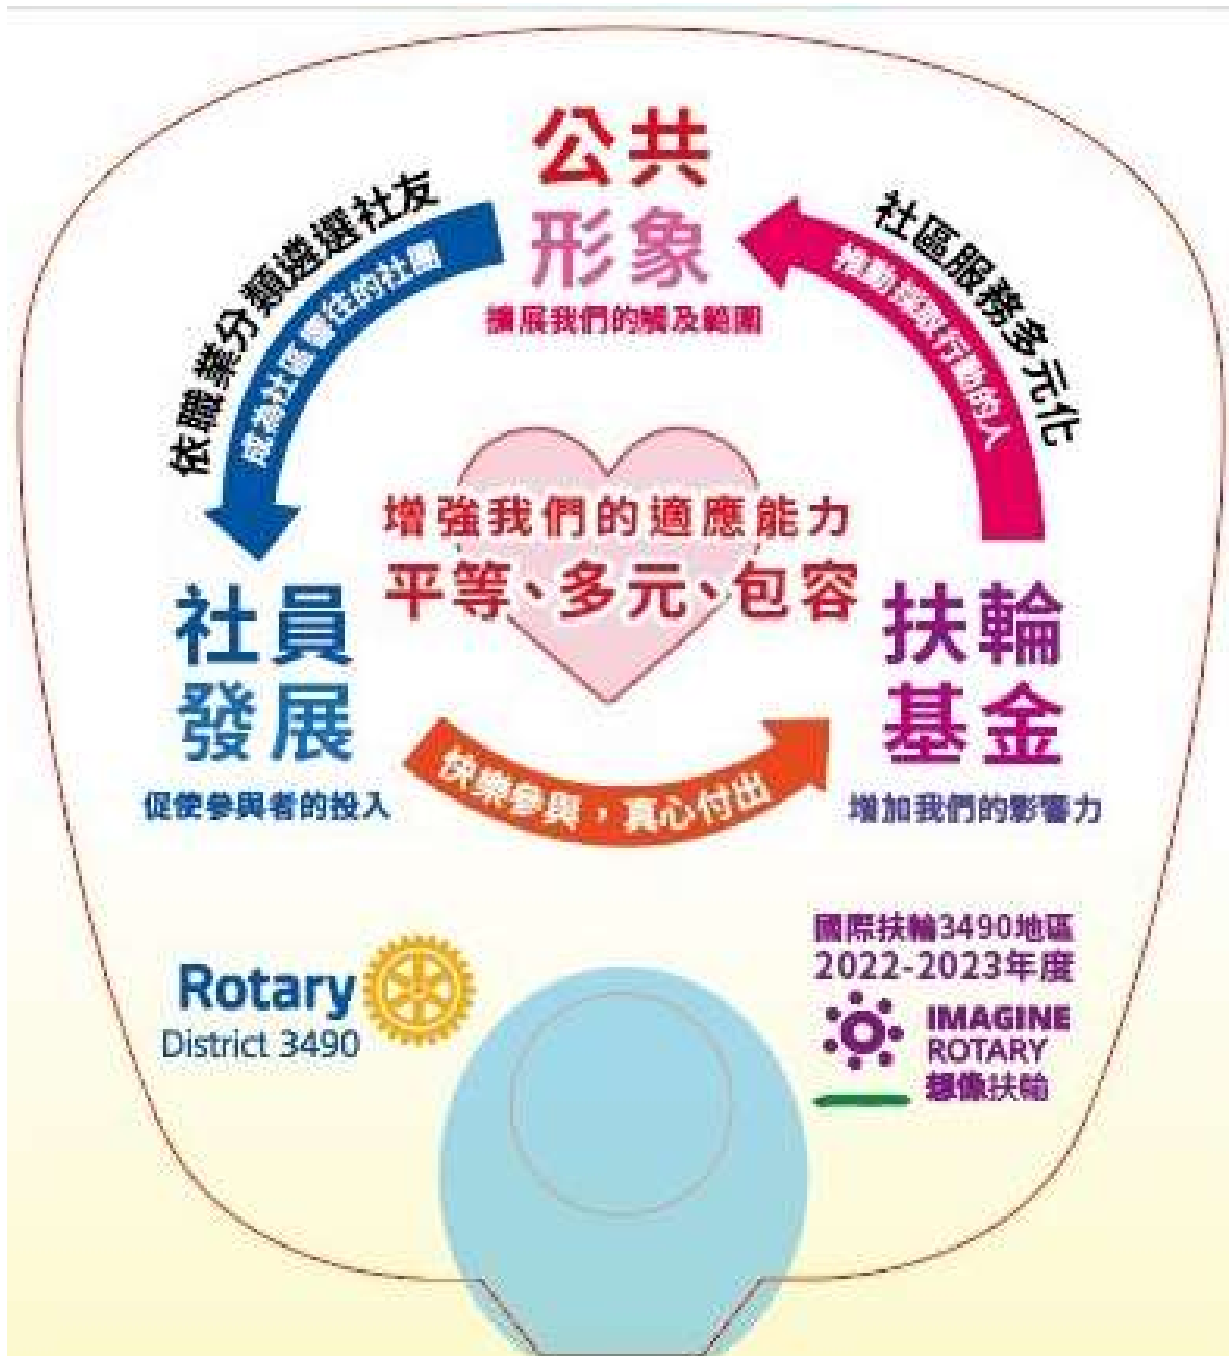 公共
形象
擴展我們的觸及範圍
依職業分類遴選社友
成為社區嚮往的社團
社區服務多元化
推動採取行動的人
增強我們的適應能力
平等、多元、包容
社員
發展
促使參與者的投入
扶輪
基金
增加我們的影響力
快樂參與，真心付出
Rotary
District 3490
國際扶輪3490地區
2022-2023年度
IMAGINE
ROTARY
想像扶輪